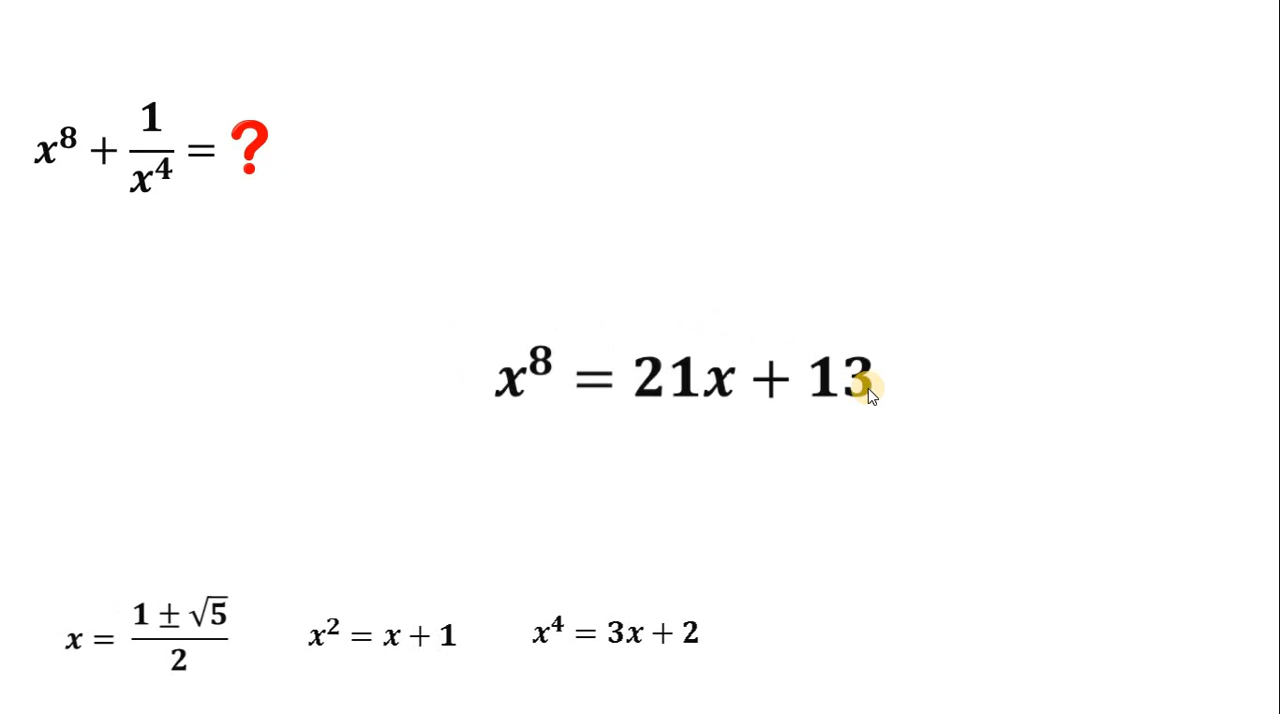 x⁸ + 1/x⁴ = ❓
x⁸ = 21x + 13
x = (1 ± √5)/2
x² = x + 1
x⁴ = 3x + 2